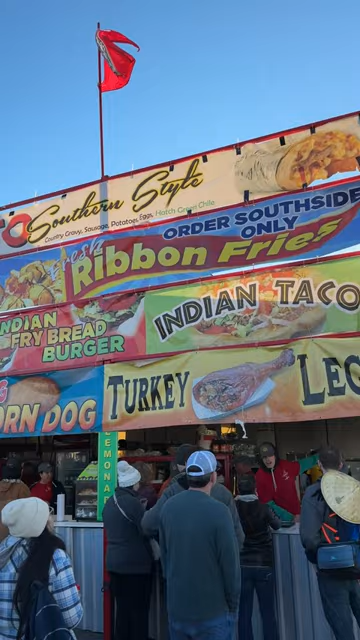 Southern Style
Country Gravy, Sausage, Potatoes, Eggs, Hatch Green Chile
ORDER SOUTHSIDE
ONLY
Ribbon Fries
INDIAN TACO
INDIAN
FRY BREAD
BURGER
TURKEY LEG
ORN DOG
LEMONA